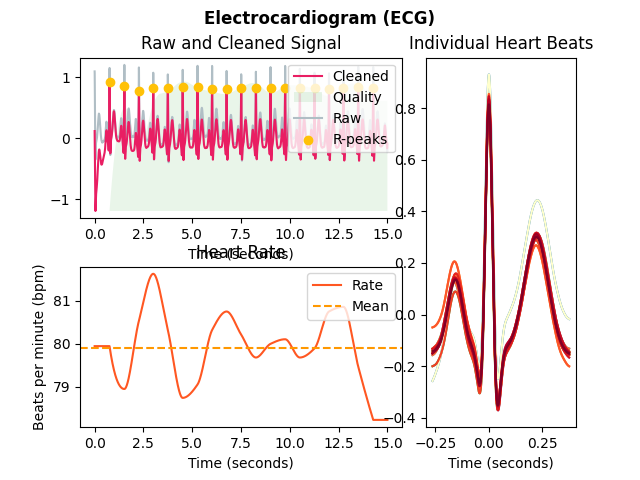 Electrocardiogram (ECG)
Raw and Cleaned Signal
1
0
−1
0.0 2.5 5.0 7.5 10.0 12.5 15.0
Time (seconds)
Cleaned
Quality
Raw
R-peaks
Heart Rate
Beats per minute (bpm)
81
80
79
0.0 2.5 5.0 7.5 10.0 12.5 15.0
Time (seconds)
Rate
Mean
Individual Heart Beats
0.8
0.6
0.4
0.2
0.0
−0.2
−0.4
−0.25 0.00 0.25
Time (seconds)